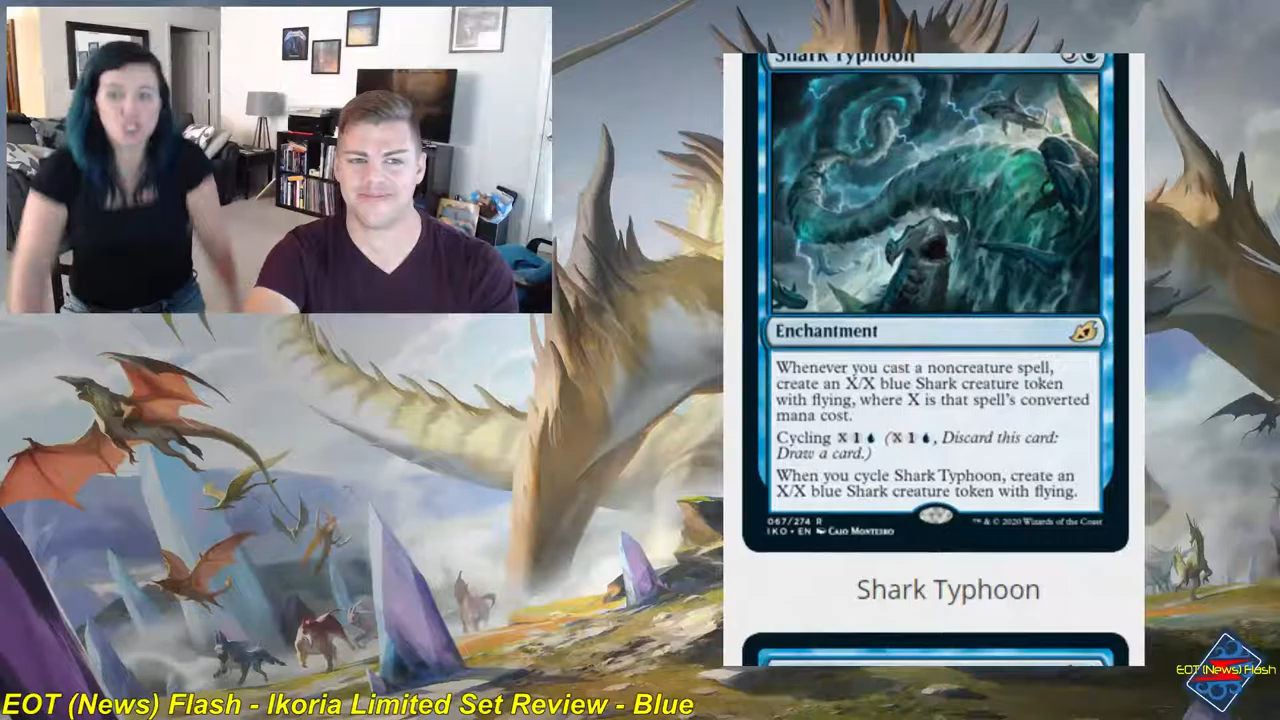 Shark Typhoon
Enchantment
Whenever you cast a noncreature spell,
create an X/X blue Shark creature token
with flying, where X is that spell's converted
mana cost.
Cycling X 1 (X 1 , Discard this card:
Draw a card.)
When you cycle Shark Typhoon, create an
X/X blue Shark creature token with flying.
067/274 R
IKO • EN Caio Monteiro
™ & © 2020 Wizards of the Coast
Shark Typhoon
EOT (News) Flash
EOT (News) Flash - Ikoria Limited Set Review - Blue